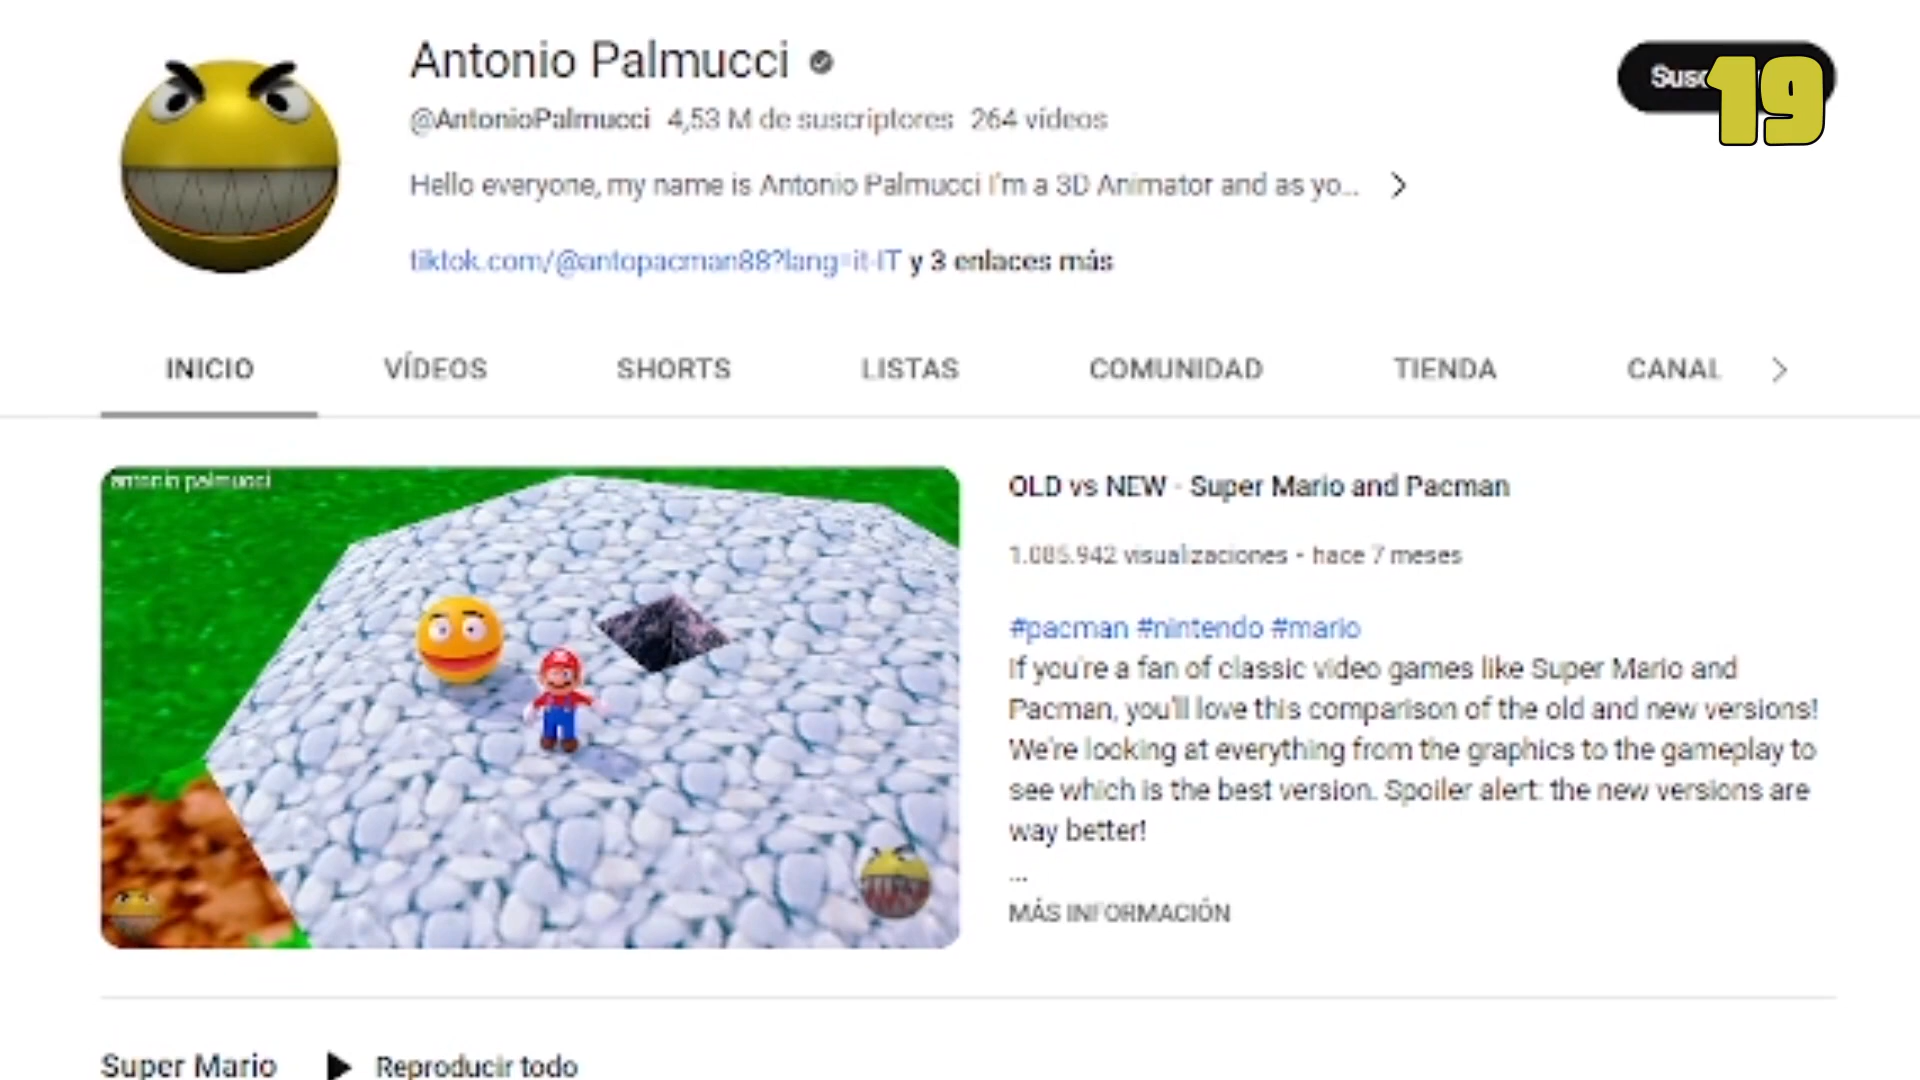 Antonio Palmucci
19
@AntonioPalmucci 4,53 M de suscriptores 264 vídeos
Hello everyone, my name is Antonio Palmucci I'm a 3D Animator and as yo...
tiktok.com/@antopacman88?lang=it-IT y 3 enlaces más
INICIO VÍDEOS SHORTS LISTAS COMUNIDAD TIENDA CANAL
antonio palmucci
OLD vs NEW - Super Mario and Pacman
1.085.942 visualizaciones • hace 7 meses
#pacman #nintendo #mario
If you're a fan of classic video games like Super Mario and
Pacman, you'll love this comparison of the old and new versions!
We're looking at everything from the graphics to the gameplay to
see which is the best version. Spoiler alert: the new versions are
way better!
...
MÁS INFORMACIÓN
Super Mario Reproducir todo